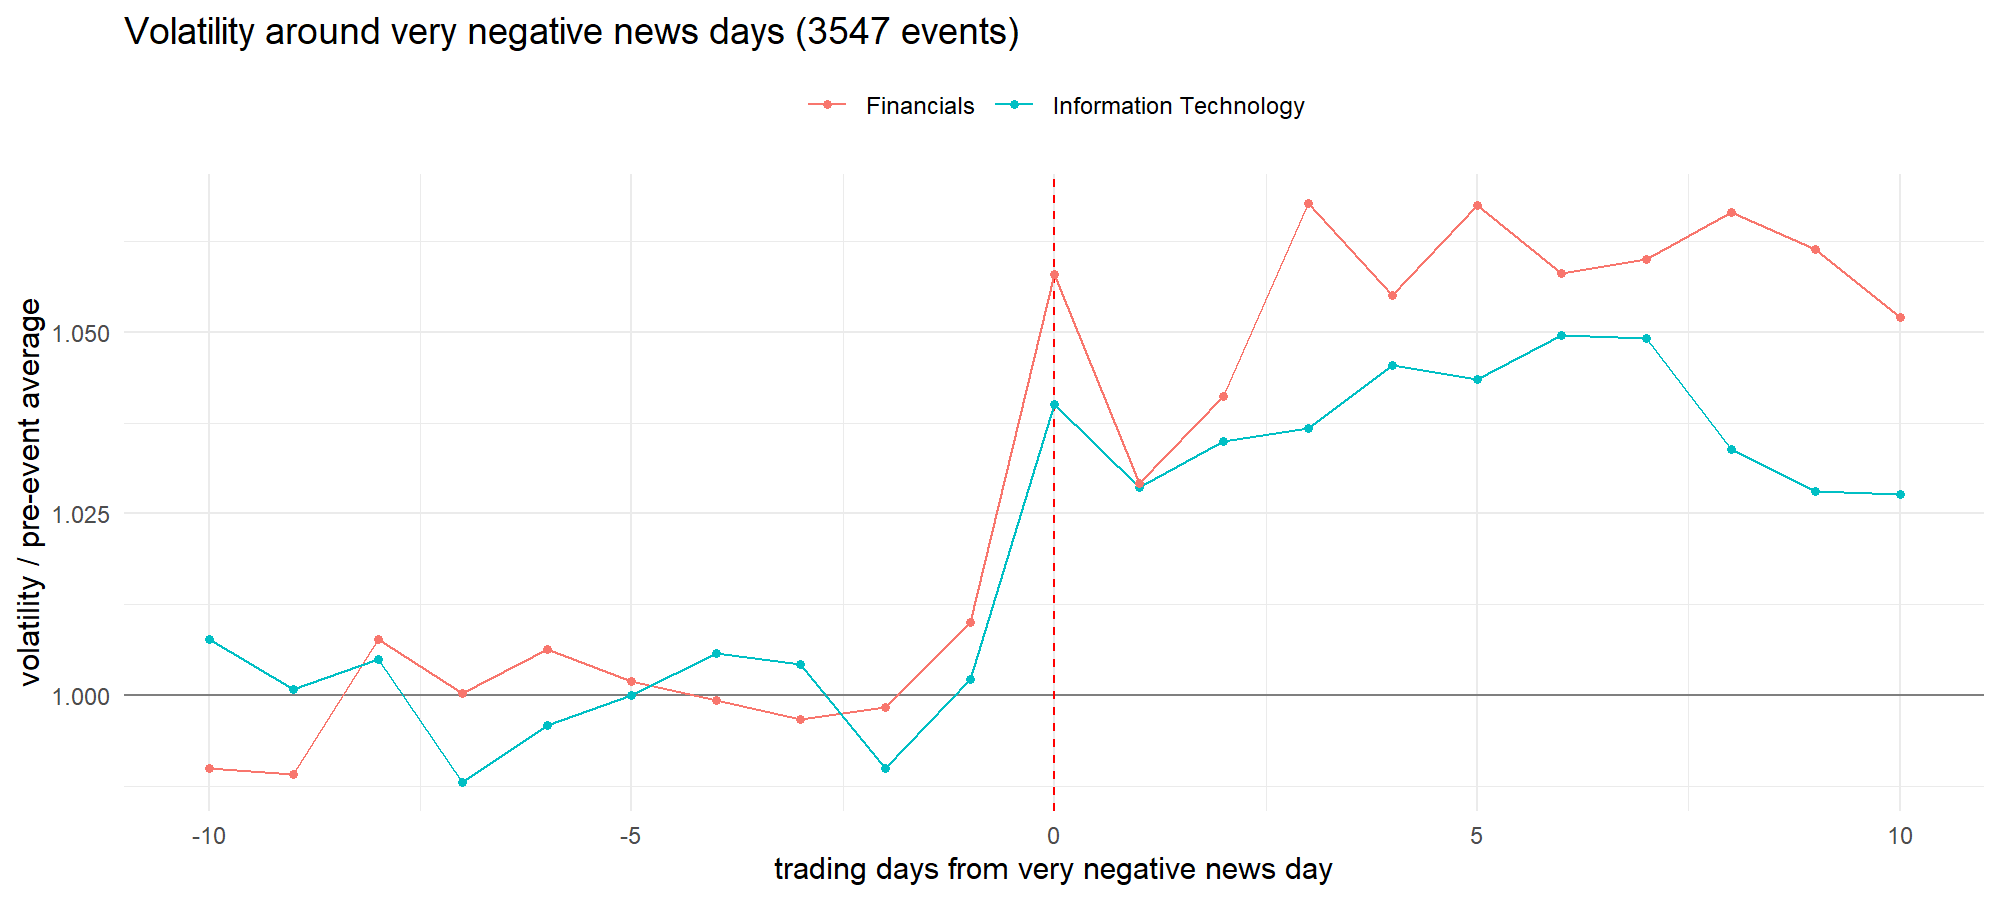 Volatility around very negative news days (3547 events)
Financials Information Technology
volatility / pre-event average
1.050
1.025
1.000
-10 -5 0 5 10
trading days from very negative news day